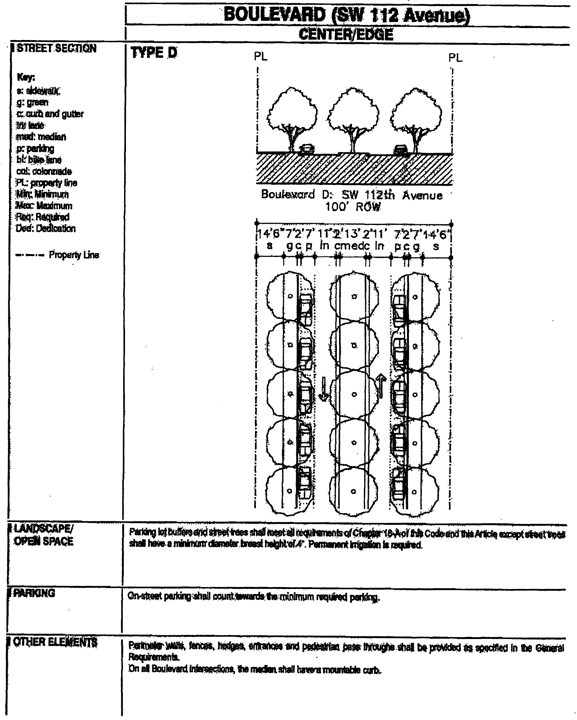 BOULEVARD (SW 112 Avenue)
CENTER/EDGE
STREET SECTION
TYPE D
Key:
s: sidewalk
g: green
c: curb and gutter
ln: lane
med: median
p: parking
bl: bike lane
col: colonnade
PL: property line
Min: Minimum
Max: Maximum
Req: Required
Ded: Dedication
Property Line
PL PL
Boulevard D: SW 112th Avenue
100' ROW
14'6" 7' 2' 7' 11' 2' 13' 2' 11' 7' 2' 7' 14'6"
s g c p ln c med c ln p c g s
LANDSCAPE/
OPEN SPACE
Parking lot buffers and street trees shall meet all requirements of Chapter 18-A of this Code and this Article except street trees
shall have a minimum diameter breast height of 4". Permanent irrigation is required.
PARKING
On-street parking shall count towards the minimum required parking.
OTHER ELEMENTS
Perimeter walls, fences, hedges, entrances and pedestrian pass throughs shall be provided as specified in the General
Requirements.
On all Boulevard intersections, the median shall have a mountable curb.